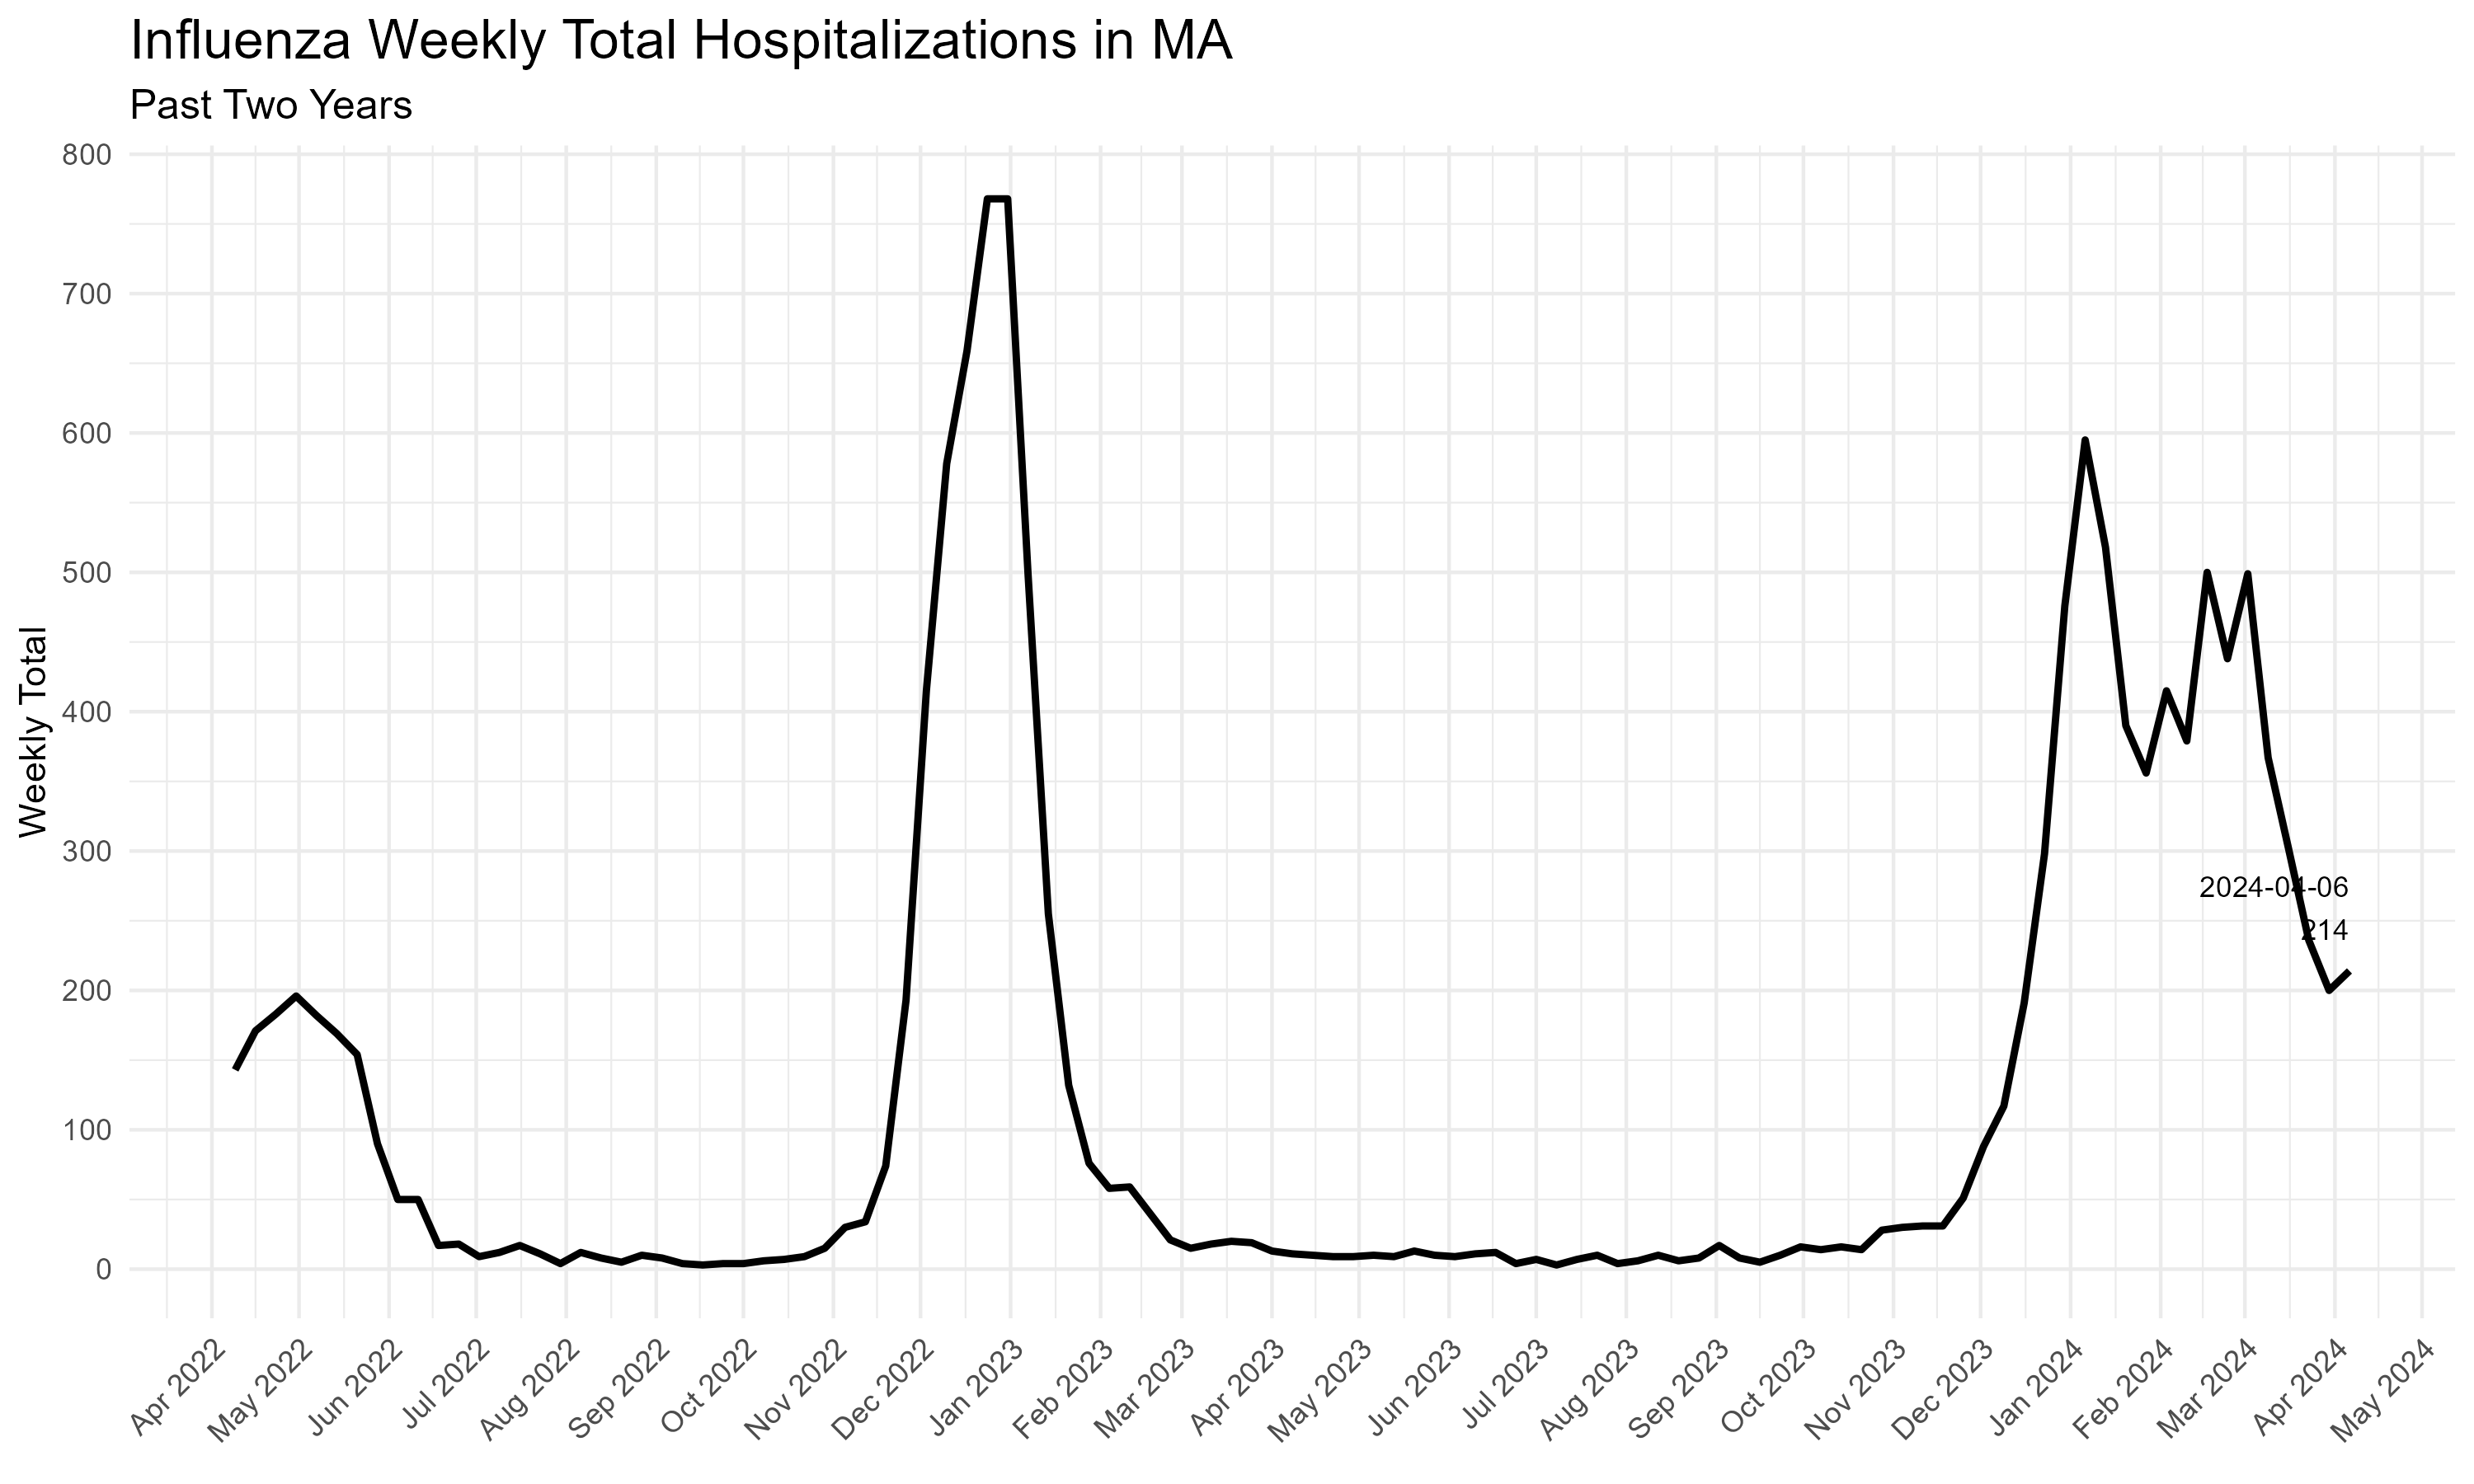 Influenza Weekly Total Hospitalizations in MA
Past Two Years
Weekly Total
800
700
600
500
400
300
200
100
0
2024-04-06
214
Apr 2022
May 2022
Jun 2022
Jul 2022
Aug 2022
Sep 2022
Oct 2022
Nov 2022
Dec 2022
Jan 2023
Feb 2023
Mar 2023
Apr 2023
May 2023
Jun 2023
Jul 2023
Aug 2023
Sep 2023
Oct 2023
Nov 2023
Dec 2023
Jan 2024
Feb 2024
Mar 2024
Apr 2024
May 2024